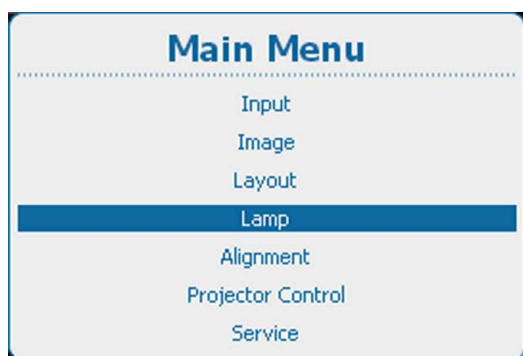 Main Menu
Input
Image
Layout
Lamp
Alignment
Projector Control
Service